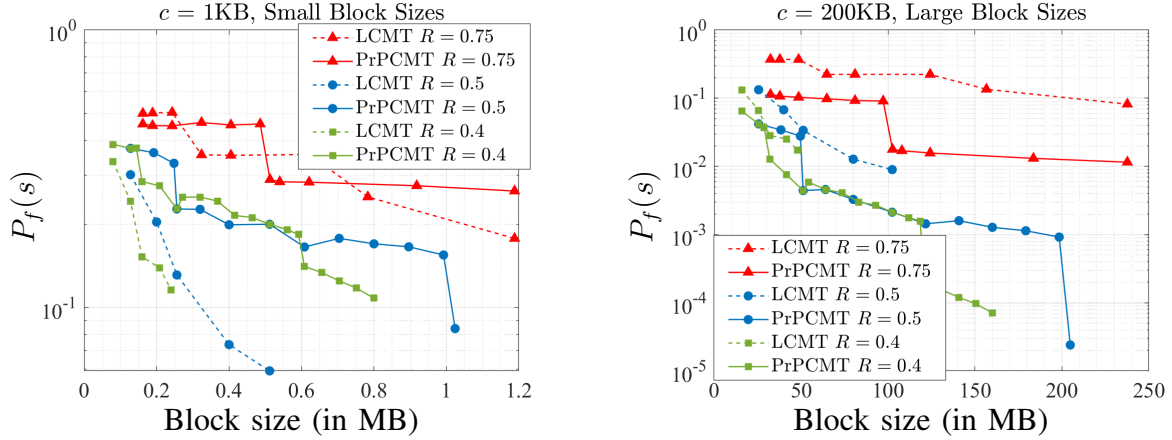 c = 1KB, Small Block Sizes
10^0
10^{-1}
P_f(s)
LCMT R = 0.75
PrPCMT R = 0.75
LCMT R = 0.5
PrPCMT R = 0.5
LCMT R = 0.4
PrPCMT R = 0.4
0 0.2 0.4 0.6 0.8 1 1.2
Block size (in MB)
c = 200KB, Large Block Sizes
10^0
10^{-1}
10^{-2}
10^{-3}
10^{-4}
10^{-5}
P_f(s)
LCMT R = 0.75
PrPCMT R = 0.75
LCMT R = 0.5
PrPCMT R = 0.5
LCMT R = 0.4
PrPCMT R = 0.4
0 50 100 150 200 250
Block size (in MB)